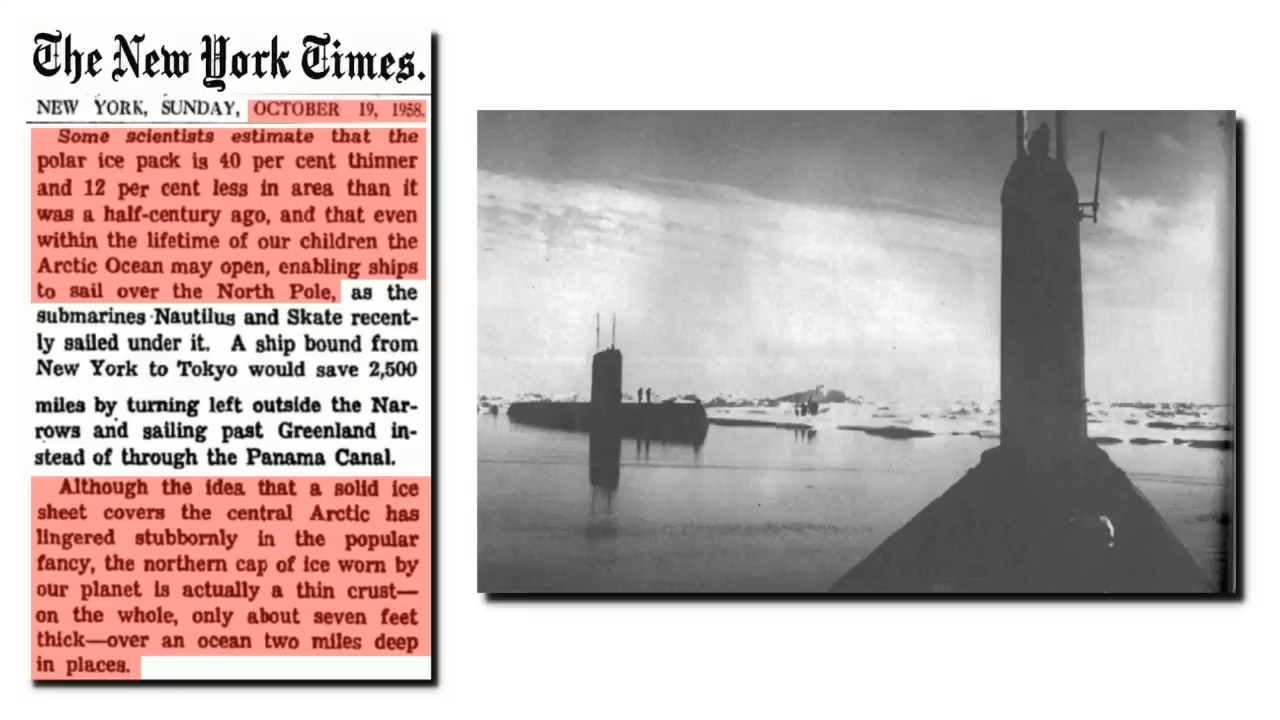 The New York Times.
NEW YORK, SUNDAY, OCTOBER 19, 1958.
Some scientists estimate that the
polar ice pack is 40 per cent thinner
and 12 per cent less in area than it
was a half-century ago, and that even
within the lifetime of our children the
Arctic Ocean may open, enabling ships
to sail over the North Pole, as the
submarines Nautilus and Skate recent-
ly sailed under it. A ship bound from
New York to Tokyo would save 2,500
miles by turning left outside the Nar-
rows and sailing past Greenland in-
stead of through the Panama Canal.
Although the idea that a solid ice
sheet covers the central Arctic has
lingered stubbornly in the popular
fancy, the northern cap of ice worn by
our planet is actually a thin crust—
on the whole, only about seven feet
thick—over an ocean two miles deep
in places.